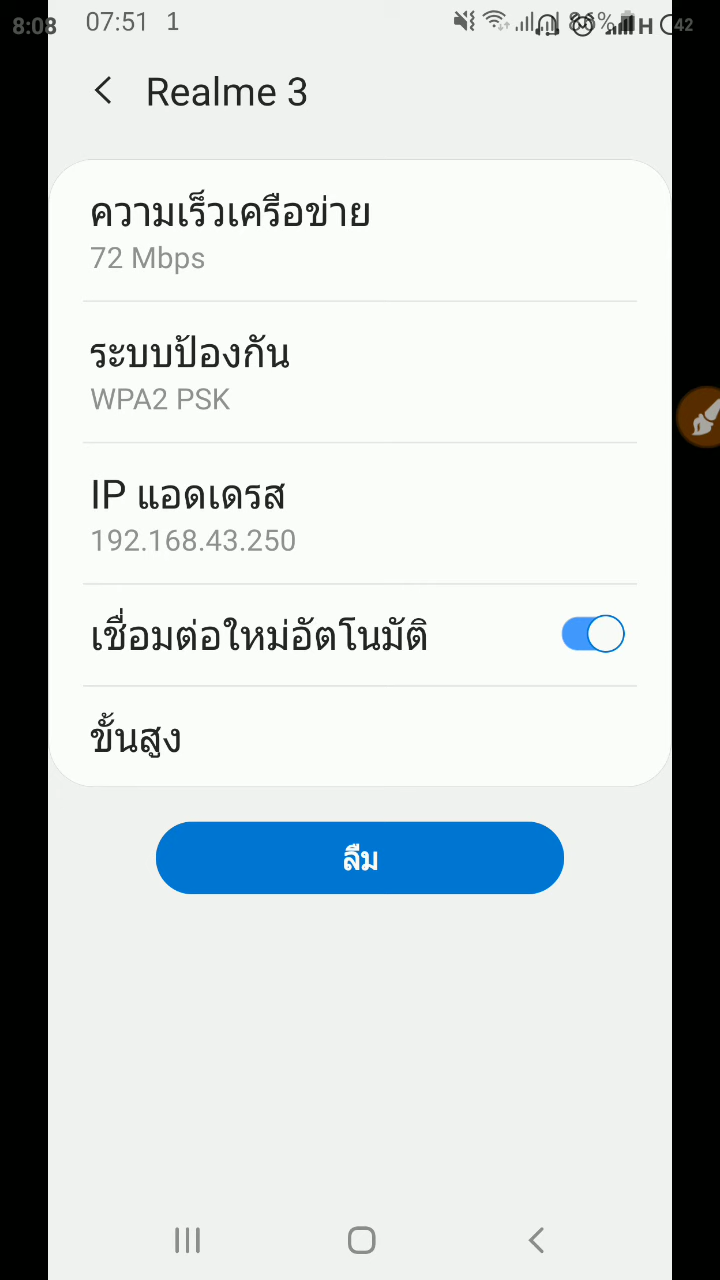 8:08 07:51 1 86% H 42
Realme 3
ความเร็วเครือข่าย
72 Mbps
ระบบป้องกัน
WPA2 PSK
IP แอดเดรส
192.168.43.250
เชื่อมต่อใหม่อัตโนมัติ
ขั้นสูง
ลืม